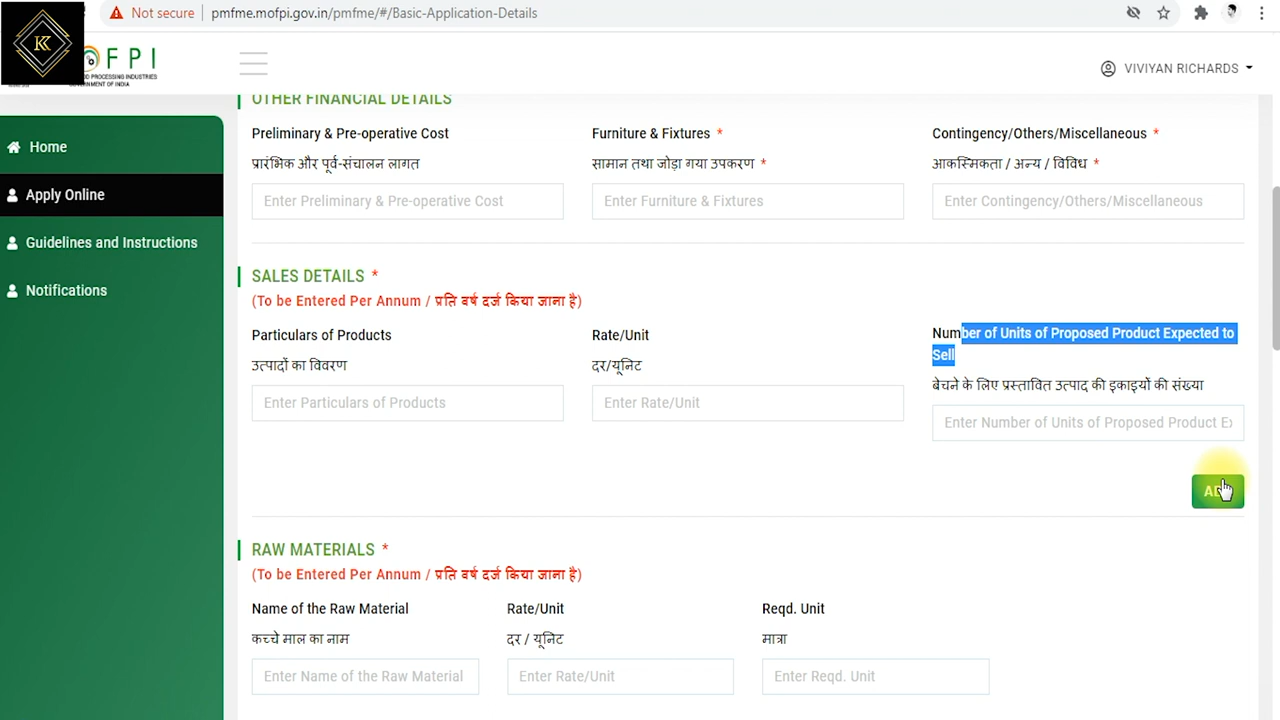 Not secure pmfme.mofpi.gov.in/pmfme/#/Basic-Application-Details
K
FPI
GOVERNMENT OF INDIA
VIVIYAN RICHARDS
Home
Apply Online
Guidelines and Instructions
Notifications
OTHER FINANCIAL DETAILS
Preliminary & Pre-operative Cost Furniture & Fixtures * Contingency/Others/Miscellaneous *
प्रारंभिक और पूर्व-संचालन लागत सामान तथा जोड़ा गया उपकरण * आकस्मिकता / अन्य / विविध *
Enter Preliminary & Pre-operative Cost Enter Furniture & Fixtures Enter Contingency/Others/Miscellaneous
SALES DETAILS *
(To be Entered Per Annum / प्रति वर्ष दर्ज किया जाना है)
Particulars of Products Rate/Unit Number of Units of Proposed Product Expected to
Sell
उत्पादों का विवरण दर/यूनिट बेचने के लिए प्रस्तावित उत्पाद की इकाइयों की संख्या
Enter Particulars of Products Enter Rate/Unit Enter Number of Units of Proposed Product Ex
RAW MATERIALS *
(To be Entered Per Annum / प्रति वर्ष दर्ज किया जाना है)
Name of the Raw Material Rate/Unit Reqd. Unit
कच्चे माल का नाम दर / यूनिट मात्रा
Enter Name of the Raw Material Enter Rate/Unit Enter Reqd. Unit